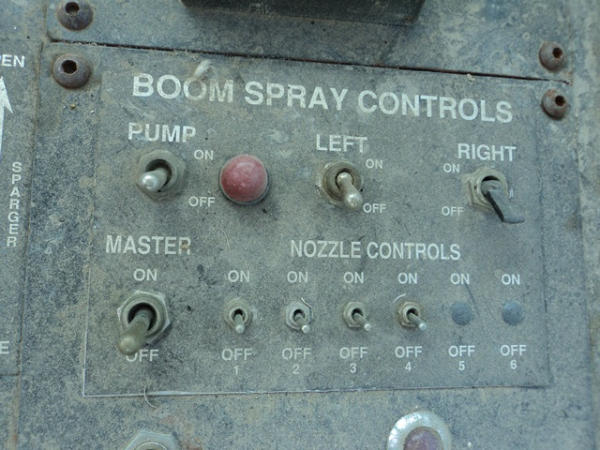 BOOM SPRAY CONTROLS
PUMP LEFT RIGHT
ON ON ON
OFF OFF OFF
MASTER NOZZLE CONTROLS
ON ON ON ON ON ON ON
OFF OFF OFF OFF OFF OFF OFF
1 2 3 4 5 6
SPARGER